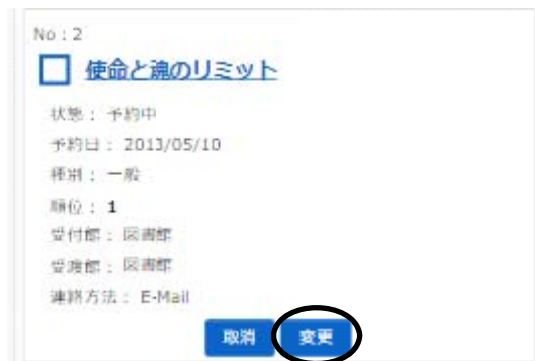 No : 2
使命と魂のリミット
状態： 予約中
予約日： 2013/05/10
種別： 一般
順位： 1
受付館： 図書館
受渡館： 図書館
連絡方法： E-Mail
取消 変更